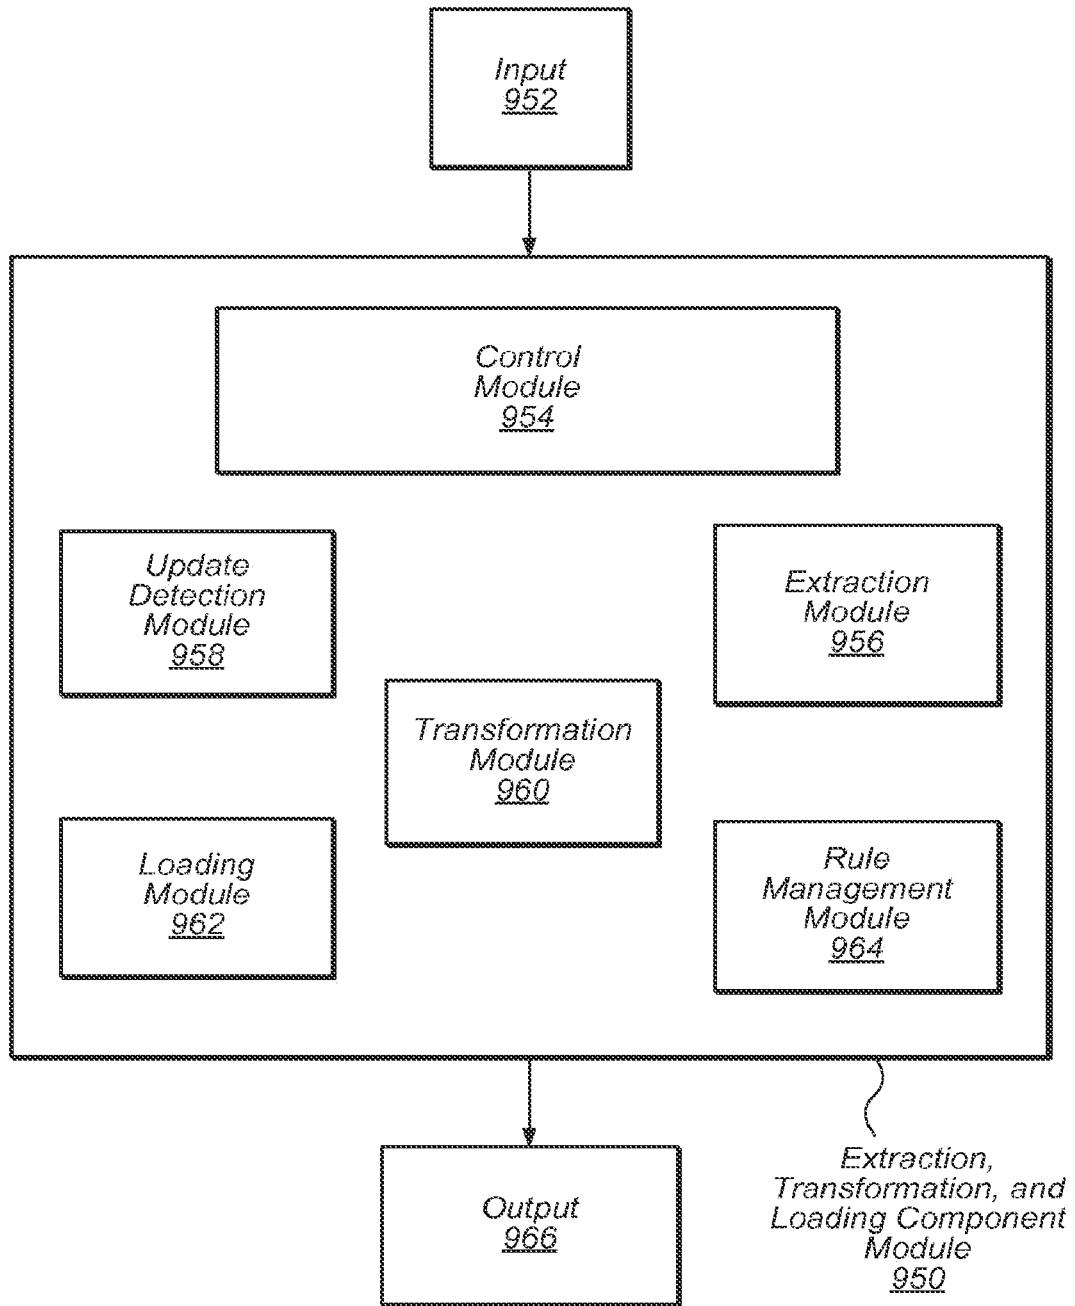 Input
952
Control
Module
954
Update
Detection
Module
958
Extraction
Module
956
Transformation
Module
960
Loading
Module
962
Rule
Management
Module
964
Output
966
Extraction,
Transformation, and
Loading Component
Module
950